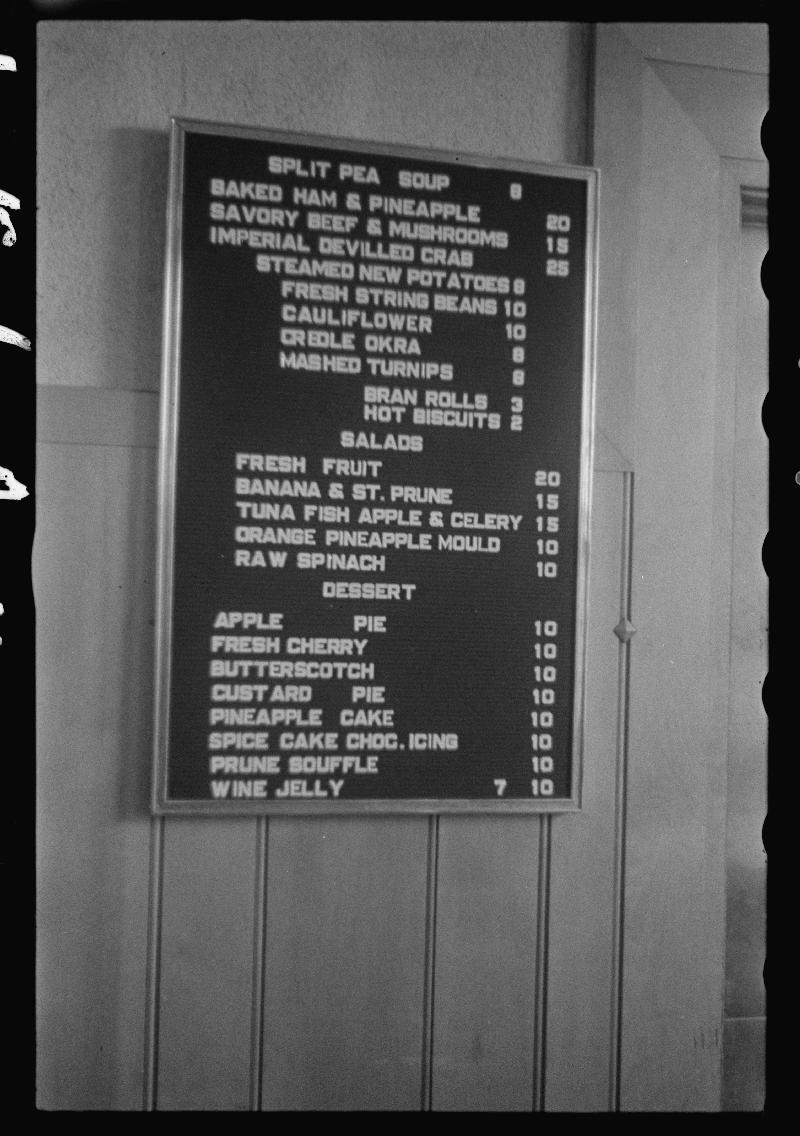 SPLIT PEA SOUP 8
BAKED HAM & PINEAPPLE 20
SAVORY BEEF & MUSHROOMS 15
IMPERIAL DEVILLED CRAB 25
STEAMED NEW POTATOES 8
FRESH STRING BEANS 10
CAULIFLOWER 10
CREOLE OKRA 8
MASHED TURNIPS 8
BRAN ROLLS 3
HOT BISCUITS 2
SALADS
FRESH FRUIT 20
BANANA & ST. PRUNE 15
TUNA FISH APPLE & CELERY 15
ORANGE PINEAPPLE MOULD 10
RAW SPINACH 10
DESSERT
APPLE PIE 10
FRESH CHERRY 10
BUTTERSCOTCH 10
CUSTARD PIE 10
PINEAPPLE CAKE 10
SPICE CAKE CHOC. ICING 10
PRUNE SOUFFLE 10
WINE JELLY 7 10